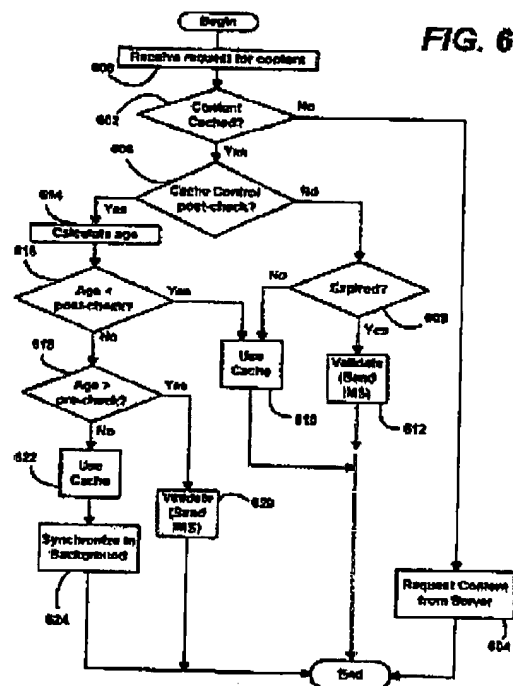 FIG. 6
Begin
Receive request for content
600
Content
Cached?
602
No
Yes
606
Cache Control
post-check?
Yes
No
614
Calculate age
616
Age <
post-check?
Yes
No
Expired?
608
No
Yes
Use
Cache
610
Validate
(Send
IMS)
612
618
Age >
pre-check?
Yes
No
622
Use
Cache
Validate
(Send
IMS)
620
Synchronize in
Background
624
Request Content
from Server
604
End